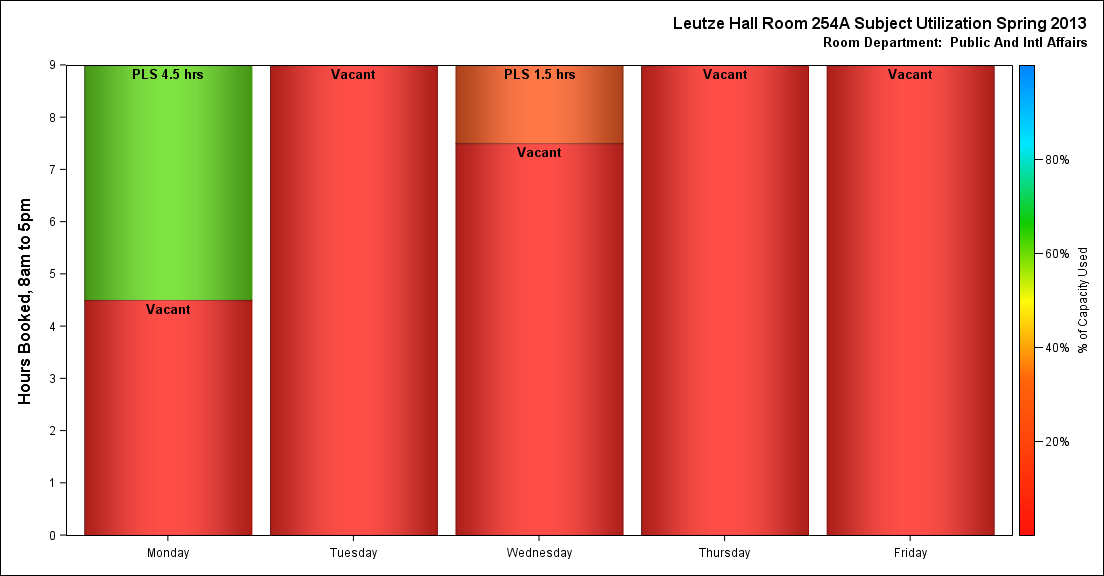 Leutze Hall Room 254A Subject Utilization Spring 2013
Room Department: Public And Intl Affairs
Hours Booked, 8am to 5pm
9
8
7
6
5
4
3
2
1
0
PLS 4.5 hrs
Vacant
Vacant
PLS 1.5 hrs
Vacant
Vacant
Vacant
Monday
Tuesday
Wednesday
Thursday
Friday
80%
60%
40%
20%
% of Capacity Used